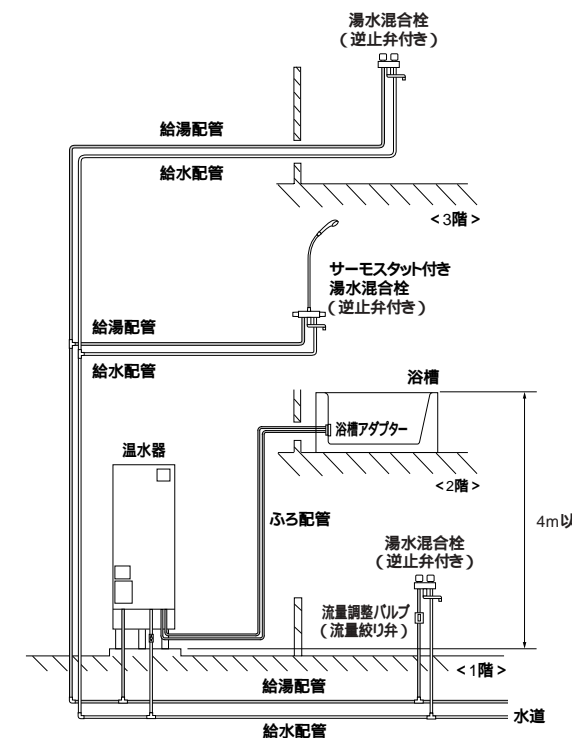 湯水混合栓
(逆止弁付き)
給湯配管
給水配管
<3階>
サーモスタット付き
湯水混合栓
(逆止弁付き)
給湯配管
給水配管
浴槽
浴槽アダプター
温水器
<2階>
ふろ配管
4m以
湯水混合栓
(逆止弁付き)
流量調整バルブ
(流量絞り弁)
<1階>
給湯配管
水道
給水配管